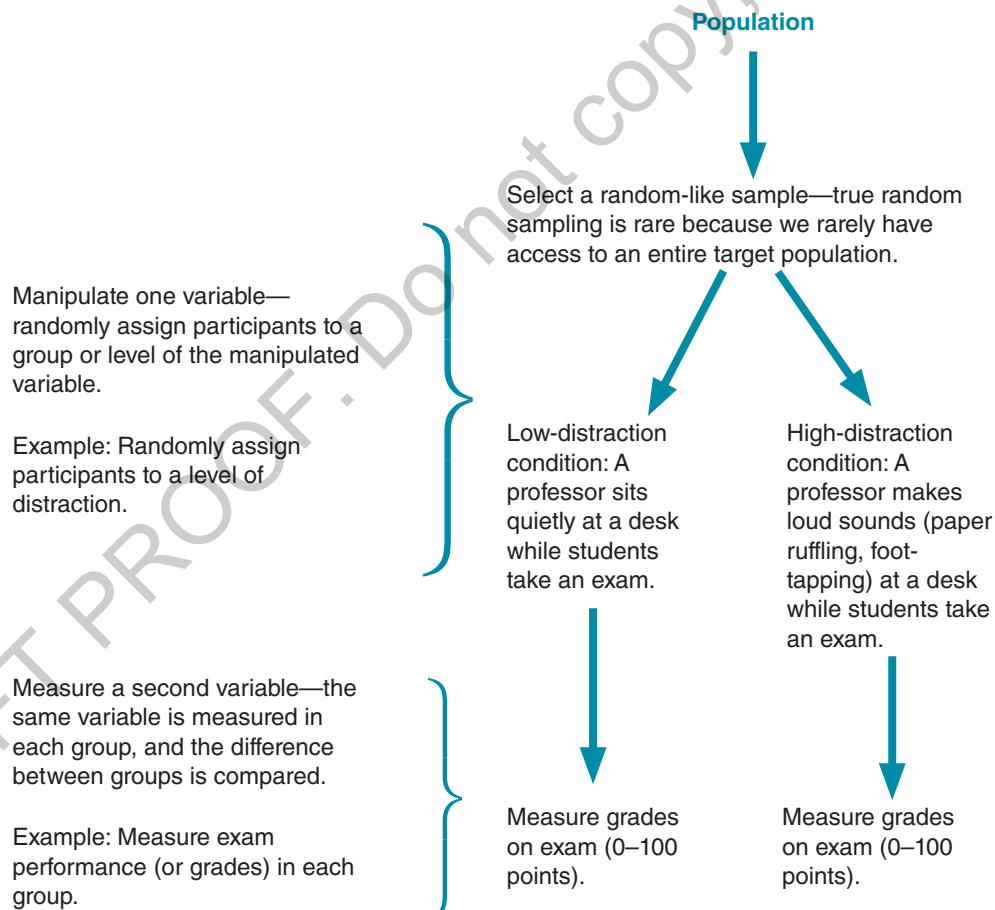 Population
Select a random-like sample—true random
sampling is rare because we rarely have
access to an entire target population.
Manipulate one variable—
randomly assign participants to a
group or level of the manipulated
variable.
Example: Randomly assign
participants to a level of
distraction.
Low-distraction
condition: A
professor sits
quietly at a desk
while students
take an exam.
High-distraction
condition: A
professor makes
loud sounds (paper
ruffling, foot-
tapping) at a desk
while students take
an exam.
Measure a second variable—the
same variable is measured in
each group, and the difference
between groups is compared.
Example: Measure exam
performance (or grades) in each
group.
Measure grades
on exam (0–100
points).
Measure grades
on exam (0–100
points).
PROOF. Do not copy,